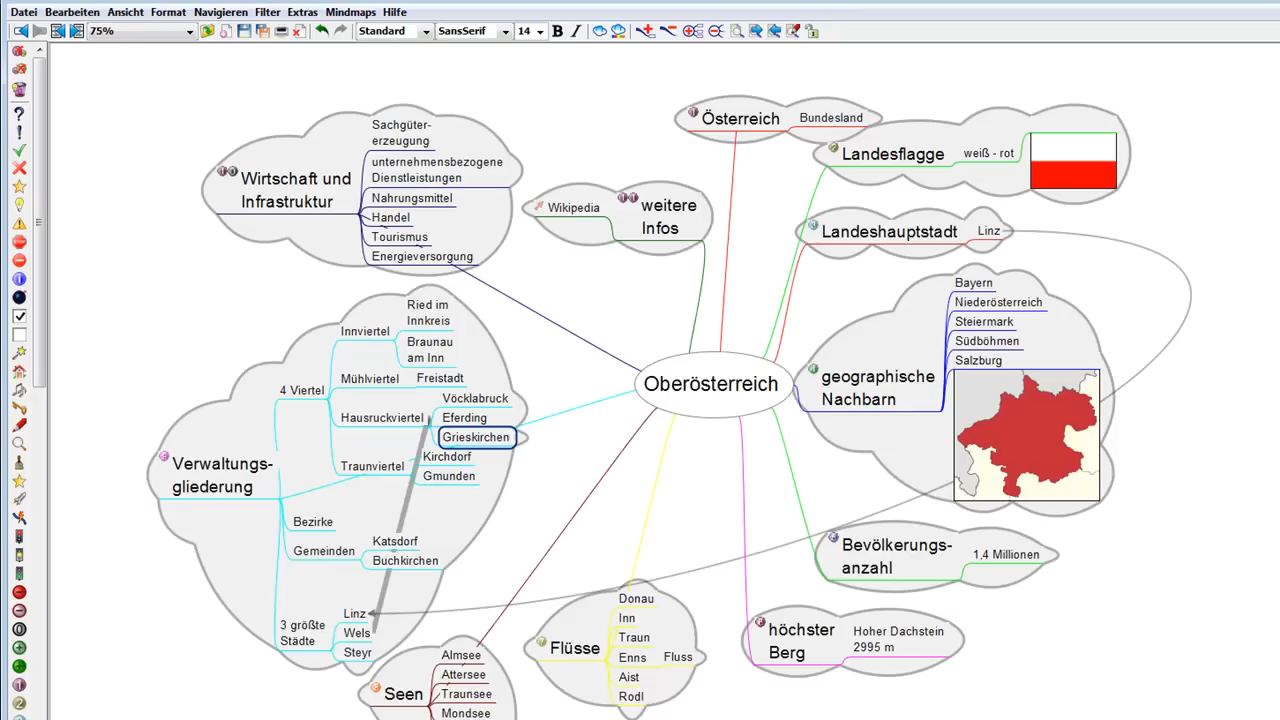 Datei Bearbeiten Ansicht Format Navigieren Filter Extras Mindmaps Hilfe
75% Standard SansSerif 14 B I
Österreich Bundesland
Landesflagge weiß - rot
Sachgüter-
erzeugung
unternehmensbezogene
Dienstleistungen
Wirtschaft und
Infrastruktur
Nahrungsmittel
Handel
Tourismus
Energieversorgung
Wikipedia
weitere
Infos
Landeshauptstadt Linz
Bayern
Niederösterreich
Steiermark
Südböhmen
Salzburg
geographische
Nachbarn
Oberösterreich
Ried im
Innkreis
Innviertel
Braunau
am Inn
4 Viertel
Mühlviertel Freistadt
Vöcklabruck
Hausruckviertel
Eferding
Grieskirchen
Traunviertel
Kirchdorf
Gmunden
Verwaltungs-
gliederung
Bezirke
Gemeinden
Katsdorf
Buchkirchen
3 größte
Städte
Linz
Wels
Steyr
Bevölkerungs-
anzahl
1,4 Millionen
höchster
Berg
Hoher Dachstein
2995 m
Flüsse
Donau
Inn
Traun
Enns Fluss
Aist
Rodl
Seen
Almsee
Attersee
Traunsee
Mondsee